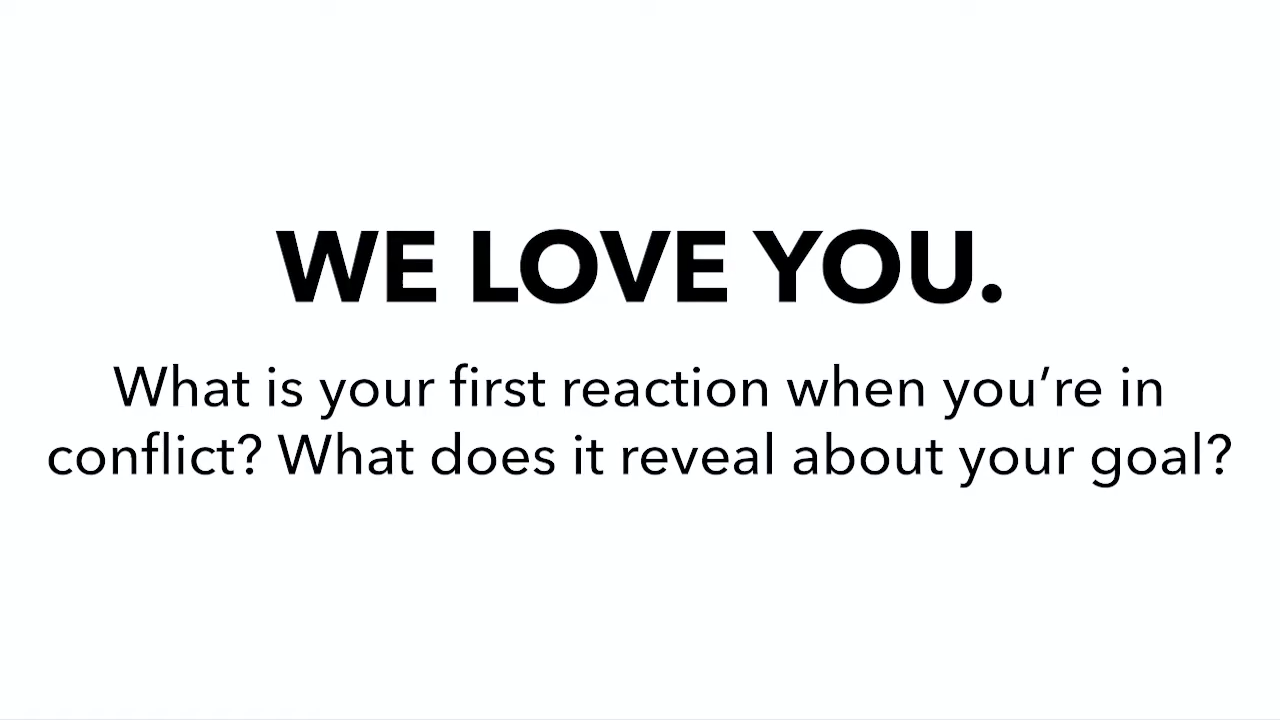 WE LOVE YOU.
What is your first reaction when you’re in
conflict? What does it reveal about your goal?